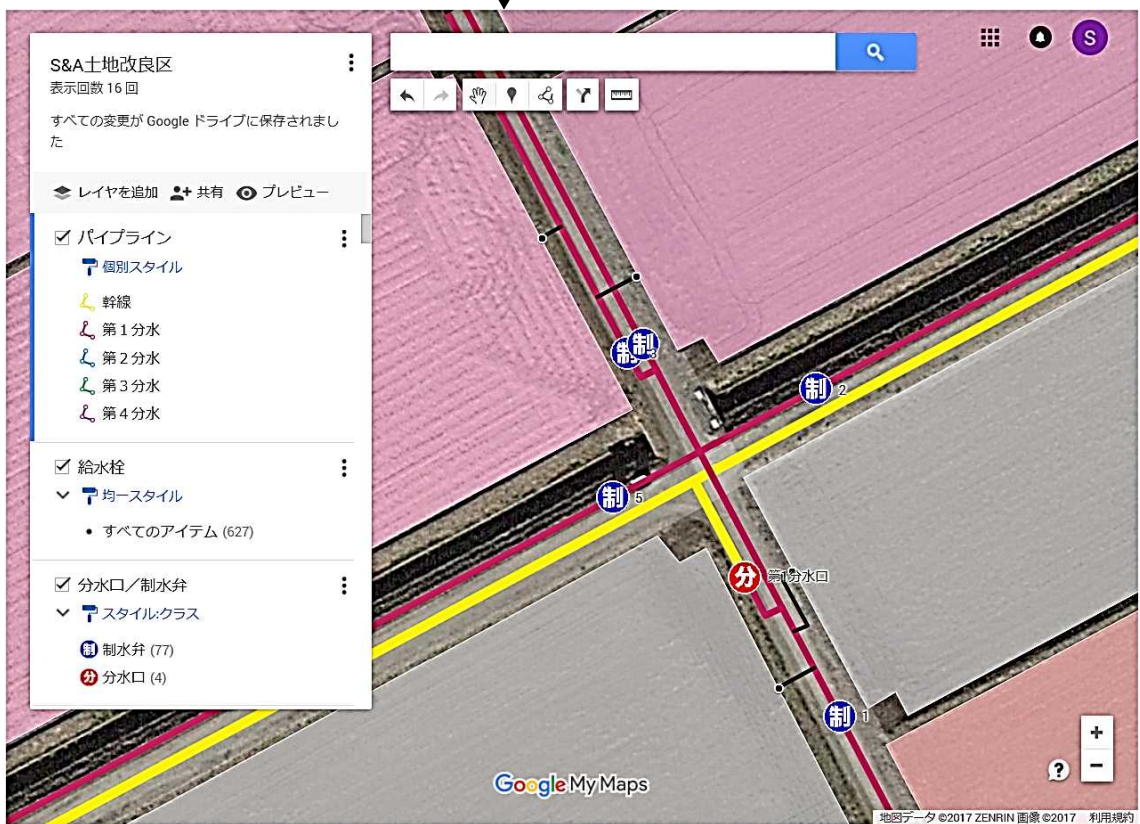 S&A土地改良区
表示回数 16 回
すべての変更が Google ドライブに保存されまし
た
レイヤを追加 共有 プレビュー
パイプライン
個別スタイル
幹線
第1分水
第2分水
第3分水
第4分水
給水栓
均一スタイル
すべてのアイテム (627)
分水口／制水弁
スタイル:クラス
制 制水弁 (77)
分 分水口 (4)
S
制
制 3
制 2
制 5
分 第1分水口
制 1
Google My Maps
地図データ ©2017 ZENRIN 画像 ©2017 利用規約